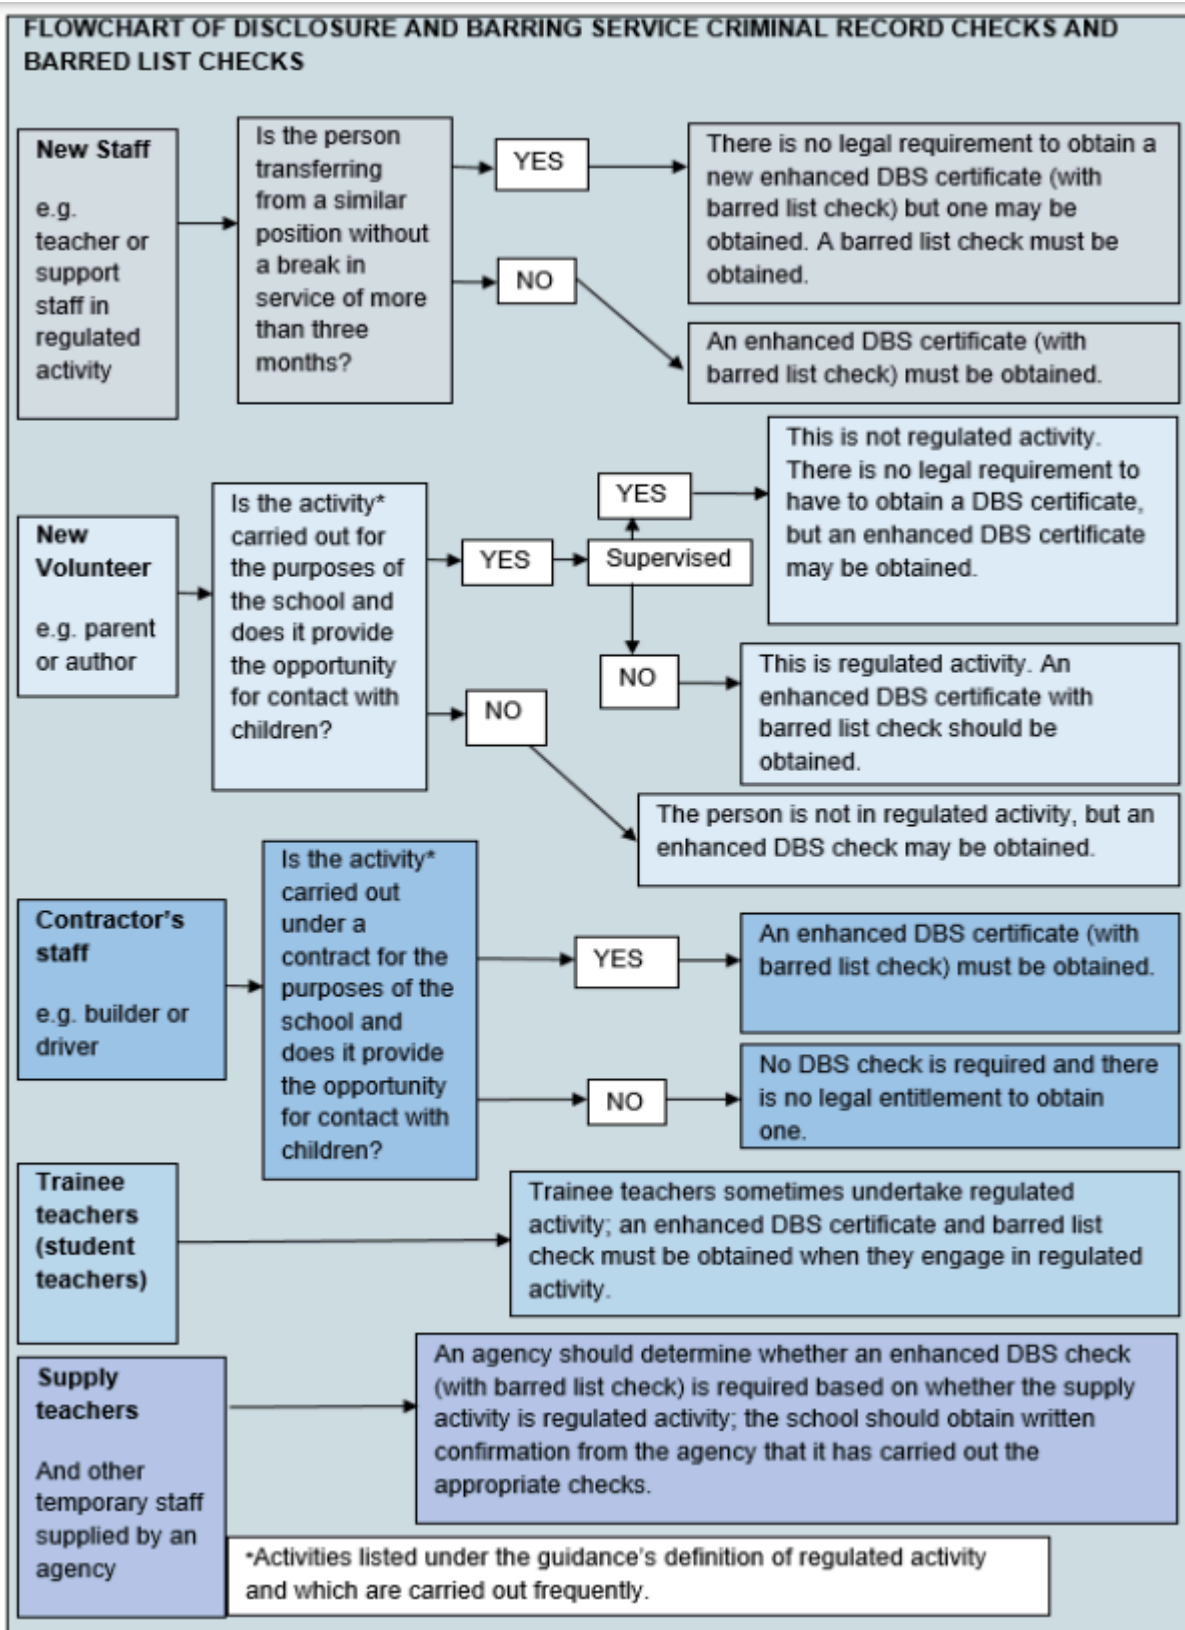 FLOWCHART OF DISCLOSURE AND BARRING SERVICE CRIMINAL RECORD CHECKS AND
BARRED LIST CHECKS
New Staff
e.g.
teacher or
support
staff in
regulated
activity
Is the person
transferring
from a similar
position without
a break in
service of more
than three
months?
YES
There is no legal requirement to obtain a
new enhanced DBS certificate (with
barred list check) but one may be
obtained. A barred list check must be
obtained.
NO
An enhanced DBS certificate (with
barred list check) must be obtained.
New
Volunteer
e.g. parent
or author
Is the activity*
carried out for
the purposes of
the school and
does it provide
the opportunity
for contact with
children?
YES
Supervised
YES
This is not regulated activity.
There is no legal requirement to
have to obtain a DBS certificate,
but an enhanced DBS certificate
may be obtained.
NO
This is regulated activity. An
enhanced DBS certificate with
barred list check should be
obtained.
NO
The person is not in regulated activity, but an
enhanced DBS check may be obtained.
Contractor's
staff
e.g. builder or
driver
Is the activity*
carried out
under a
contract for the
purposes of the
school and
does it provide
the opportunity
for contact with
children?
YES
An enhanced DBS certificate (with
barred list check) must be obtained.
NO
No DBS check is required and there
is no legal entitlement to obtain
one.
Trainee
teachers
(student
teachers)
Trainee teachers sometimes undertake regulated
activity; an enhanced DBS certificate and barred list
check must be obtained when they engage in regulated
activity.
Supply
teachers
And other
temporary staff
supplied by an
agency
An agency should determine whether an enhanced DBS check
(with barred list check) is required based on whether the supply
activity is regulated activity; the school should obtain written
confirmation from the agency that it has carried out the
appropriate checks.
*Activities listed under the guidance's definition of regulated activity
and which are carried out frequently.